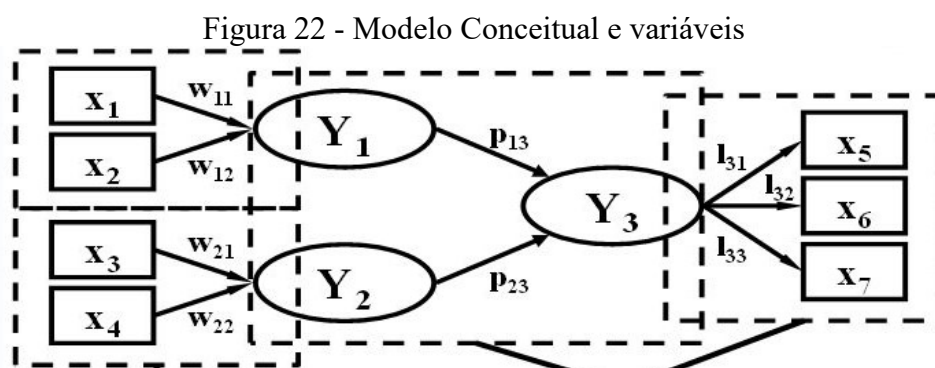 Figura 22 - Modelo Conceitual e variáveis
x1
w11
x2
w12
Y1
p13
x3
w21
x4
w22
Y2
p23
Y3
l31
x5
l32
x6
l33
x7